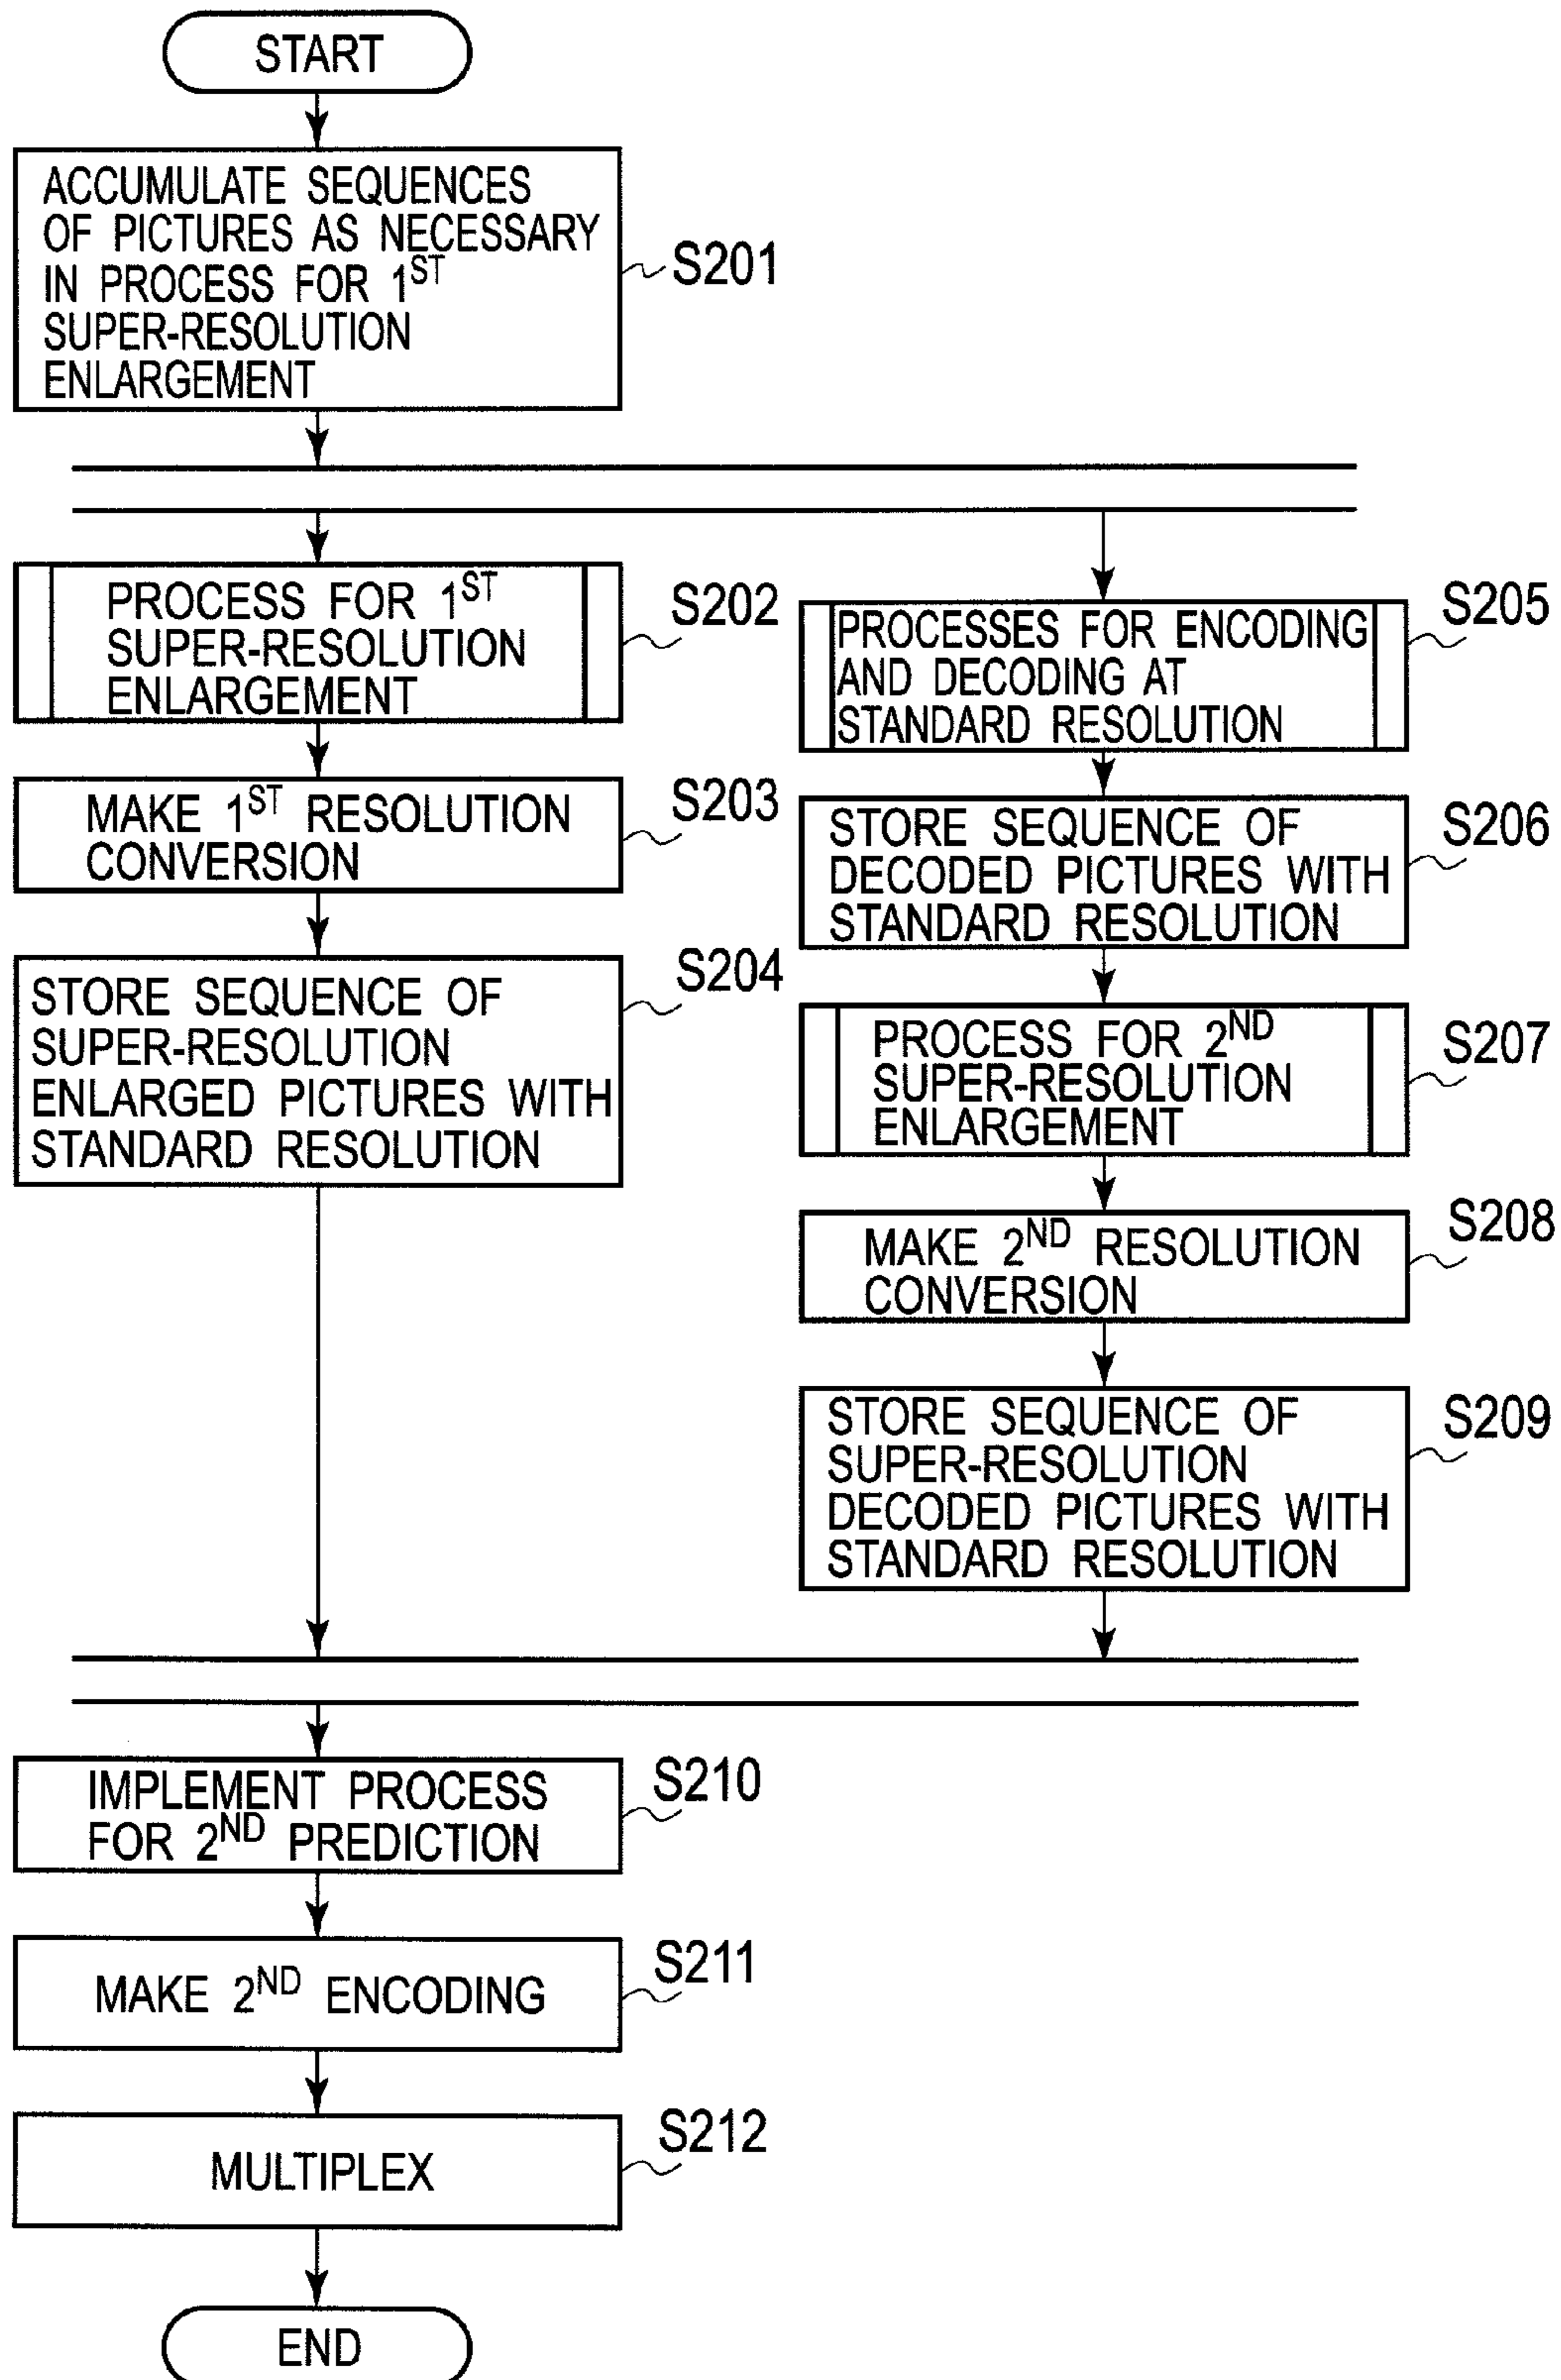 START
ACCUMULATE SEQUENCES
OF PICTURES AS NECESSARY
IN PROCESS FOR 1ST
SUPER-RESOLUTION
ENLARGEMENT
S201
PROCESS FOR 1ST
SUPER-RESOLUTION
ENLARGEMENT
S202
MAKE 1ST RESOLUTION
CONVERSION
S203
STORE SEQUENCE OF
SUPER-RESOLUTION
ENLARGED PICTURES WITH
STANDARD RESOLUTION
S204
PROCESSES FOR ENCODING
AND DECODING AT
STANDARD RESOLUTION
S205
STORE SEQUENCE OF
DECODED PICTURES WITH
STANDARD RESOLUTION
S206
PROCESS FOR 2ND
SUPER-RESOLUTION
ENLARGEMENT
S207
MAKE 2ND RESOLUTION
CONVERSION
S208
STORE SEQUENCE OF
SUPER-RESOLUTION
DECODED PICTURES WITH
STANDARD RESOLUTION
S209
IMPLEMENT PROCESS
FOR 2ND PREDICTION
S210
MAKE 2ND ENCODING
S211
MULTIPLEX
S212
END